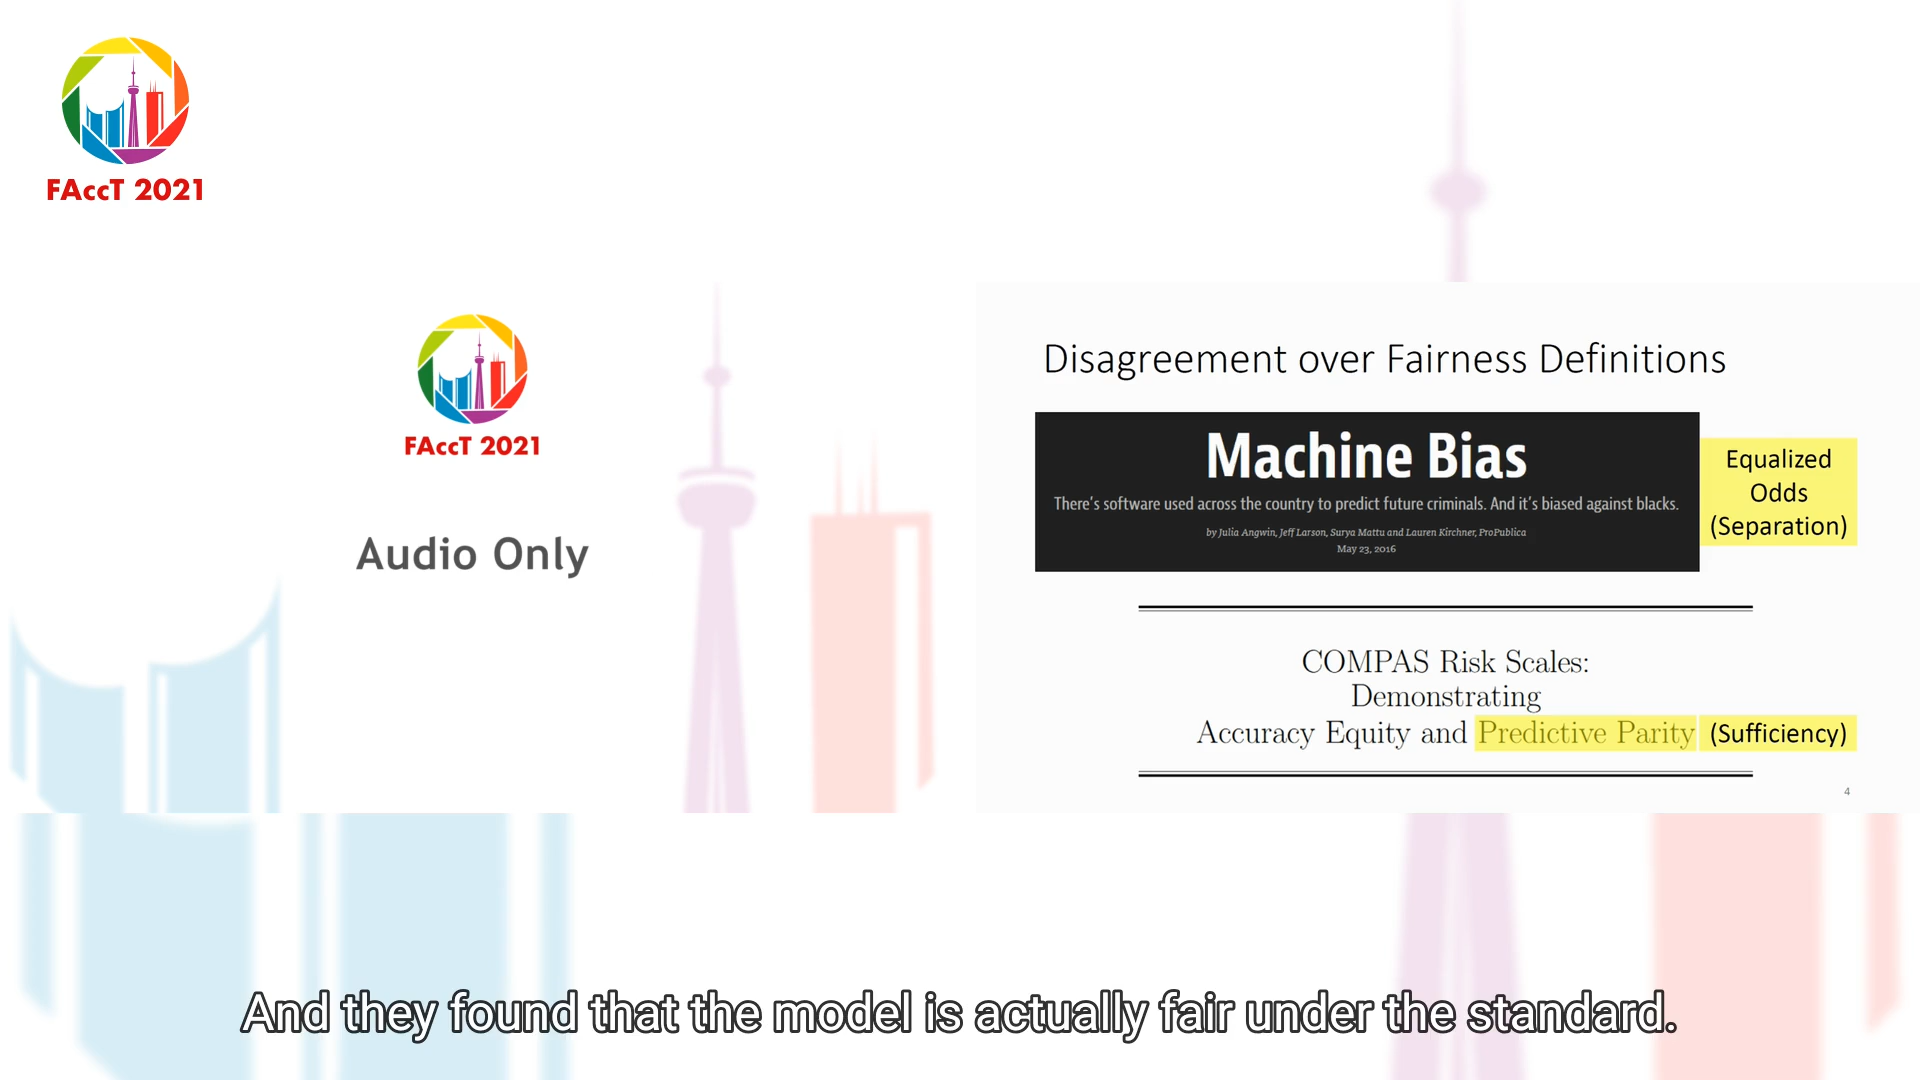 FAccT 2021
FAccT 2021
Audio Only
Disagreement over Fairness Definitions
Machine Bias
There's software used across the country to predict future criminals. And it's biased against blacks.
by Julia Angwin, Jeff Larson, Surya Mattu and Lauren Kirchner, ProPublica
May 23, 2016
Equalized
Odds
(Separation)
COMPAS Risk Scales:
Demonstrating
Accuracy Equity and Predictive Parity (Sufficiency)
4
And they found that the model is actually fair under the standard.